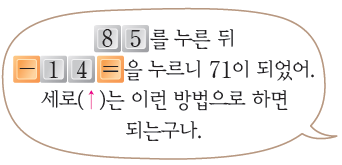 8 5 를 누른 뒤
- 1 4 = 을 누르니 71이 되었어.
세로(↑)는 이런 방법으로 하면
되는구나.